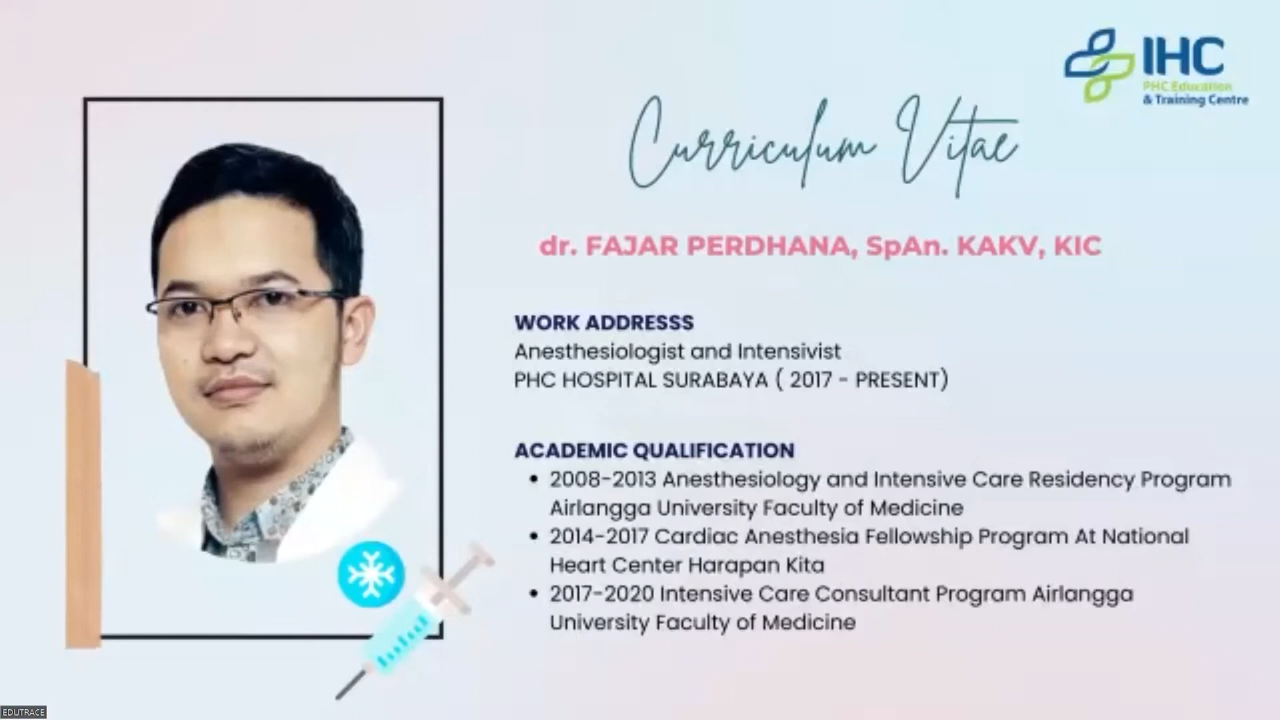 IHC
PHC Education
& Training Centre
Curriculum Vitae
dr. FAJAR PERDHANA, SpAn. KAKV, KIC
WORK ADDRESSS
Anesthesiologist and Intensivist
PHC HOSPITAL SURABAYA ( 2017 - PRESENT)
ACADEMIC QUALIFICATION
• 2008-2013 Anesthesiology and Intensive Care Residency Program
Airlangga University Faculty of Medicine
• 2014-2017 Cardiac Anesthesia Fellowship Program At National
Heart Center Harapan Kita
• 2017-2020 Intensive Care Consultant Program Airlangga
University Faculty of Medicine
EDUTRACE